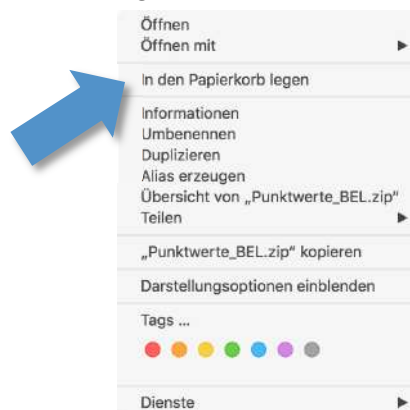 Öffnen
Öffnen mit
In den Papierkorb legen
Informationen
Umbenennen
Duplizieren
Alias erzeugen
Übersicht von „Punktwerte_BEL.zip“
Teilen
„Punktwerte_BEL.zip“ kopieren
Darstellungsoptionen einblenden
Tags ...
Dienste